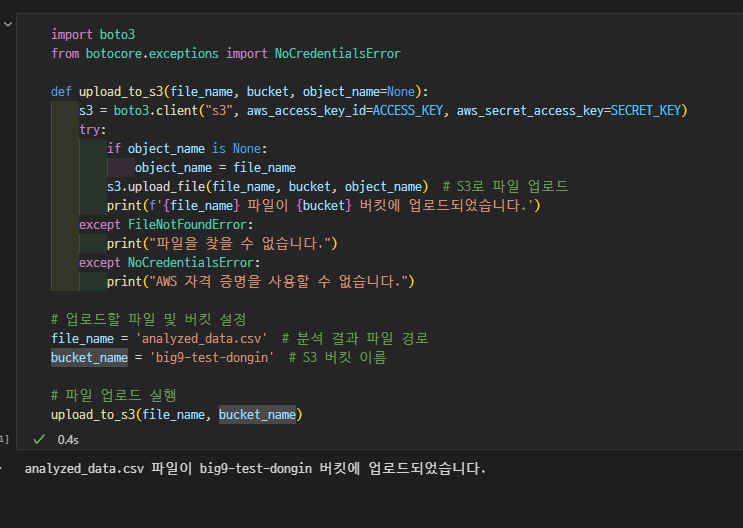 import boto3
from botocore.exceptions import NoCredentialsError
def upload_to_s3(file_name, bucket, object_name=None):
s3 = boto3.client("s3", aws_access_key_id=ACCESS_KEY, aws_secret_access_key=SECRET_KEY)
try:
if object_name is None:
object_name = file_name
s3.upload_file(file_name, bucket, object_name)  # S3로 파일 업로드
print(f'{file_name} 파일이 {bucket} 버킷에 업로드되었습니다.')
except FileNotFoundError:
print("파일을 찾을 수 없습니다.")
except NoCredentialsError:
print("AWS 자격 증명을 사용할 수 없습니다.")
# 업로드할 파일 및 버킷 설정
file_name = 'analyzed_data.csv'  # 분석 결과 파일 경로
bucket_name = 'big9-test-dongin'  # S3 버킷 이름
# 파일 업로드 실행
upload_to_s3(file_name, bucket_name)
0.4s
analyzed_data.csv 파일이 big9-test-dongin 버킷에 업로드되었습니다.